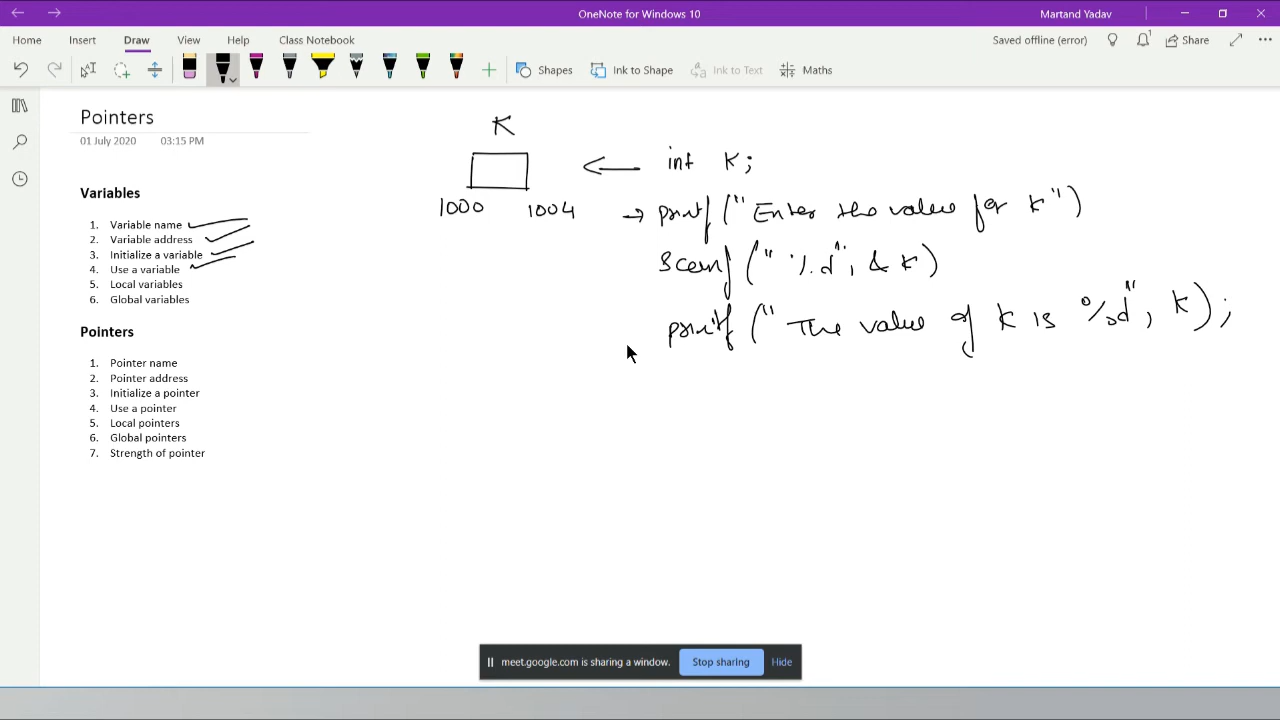 OneNote for Windows 10
Martand Yadav
Home Insert Draw View Help Class Notebook
Saved offline (error)
Share
Shapes
Ink to Shape
Ink to Text
Maths
Pointers
01 July 2020 03:15 PM
Variables
1. Variable name
2. Variable address
3. Initialize a variable
4. Use a variable
5. Local variables
6. Global variables
Pointers
1. Pointer name
2. Pointer address
3. Initialize a pointer
4. Use a pointer
5. Local pointers
6. Global pointers
7. Strength of pointer
K
1000 1004
← int K;
→ printf ("Enter the value for K")
Scanf ("%d", & K)
printf ("The value of K is %d", K);
meet.google.com is sharing a window.
Stop sharing
Hide